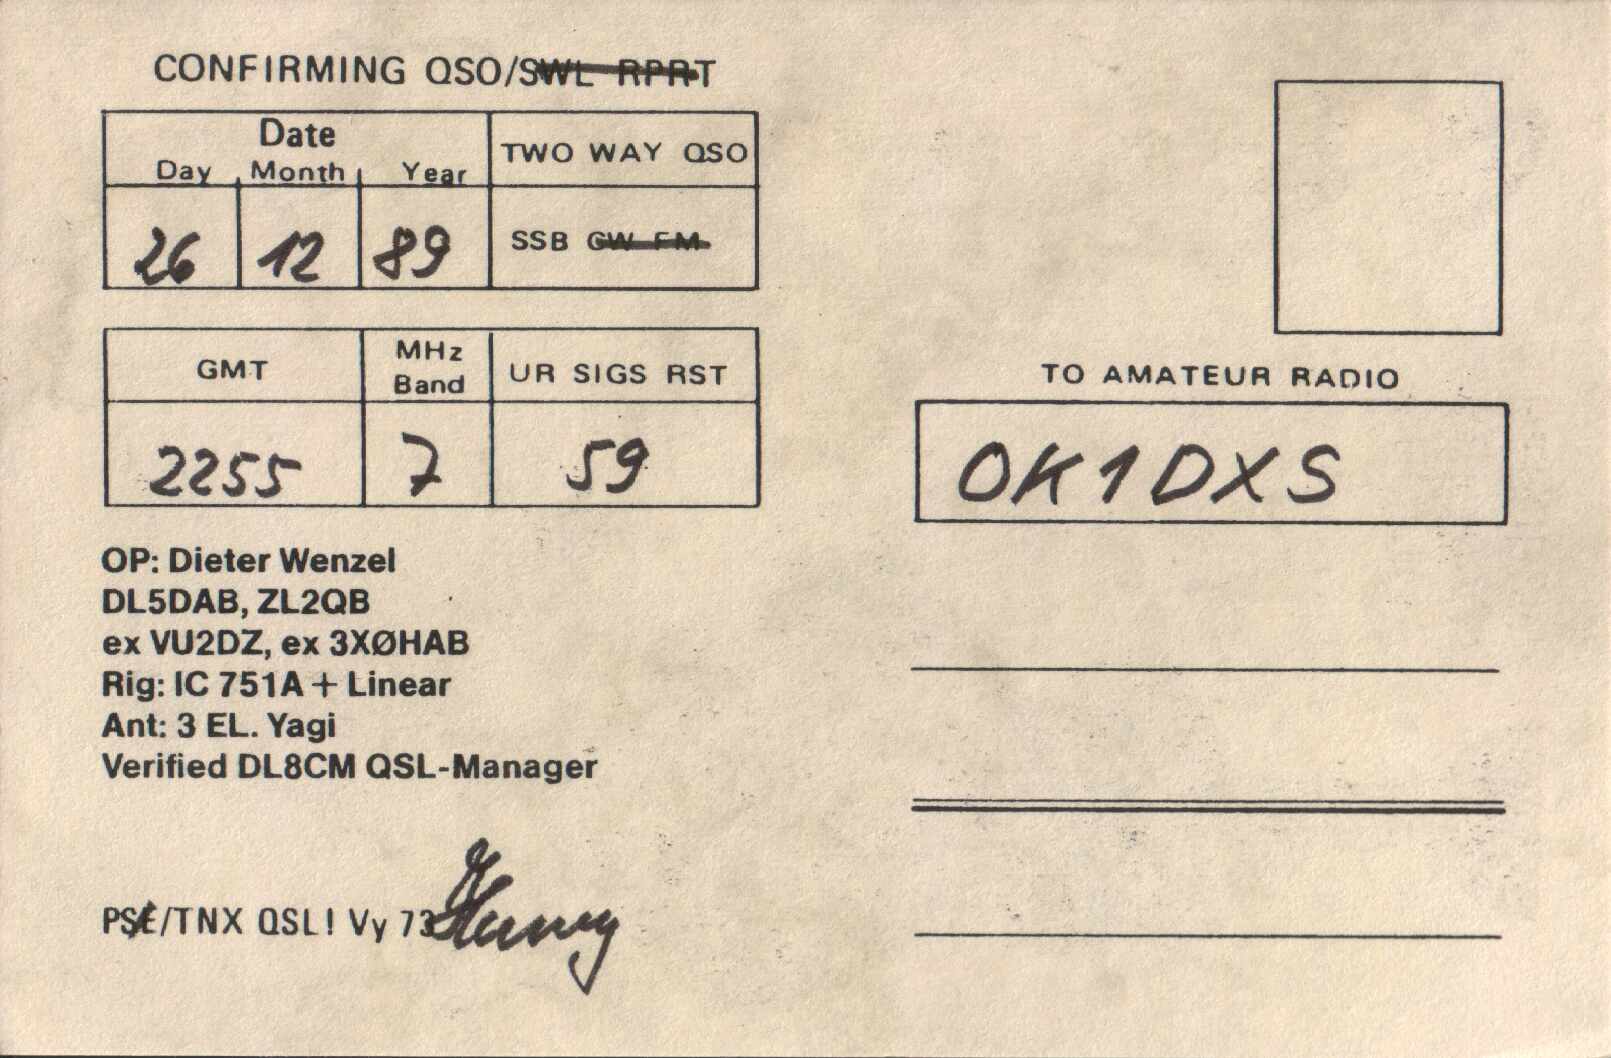 CONFIRMING QSO/SWL RPRT
Date
Day Month Year
TWO WAY QSO
26 12 89
SSB CW FM
GMT
MHz
Band
UR SIGS RST
2255
7
59
OP: Dieter Wenzel
DL5DAB, ZL2QB
ex VU2DZ, ex 3XØHAB
Rig: IC 751A + Linear
Ant: 3 EL. Yagi
Verified DL8CM QSL-Manager
PSE/TNX QSL! Vy 73
TO AMATEUR RADIO
OK1DXS